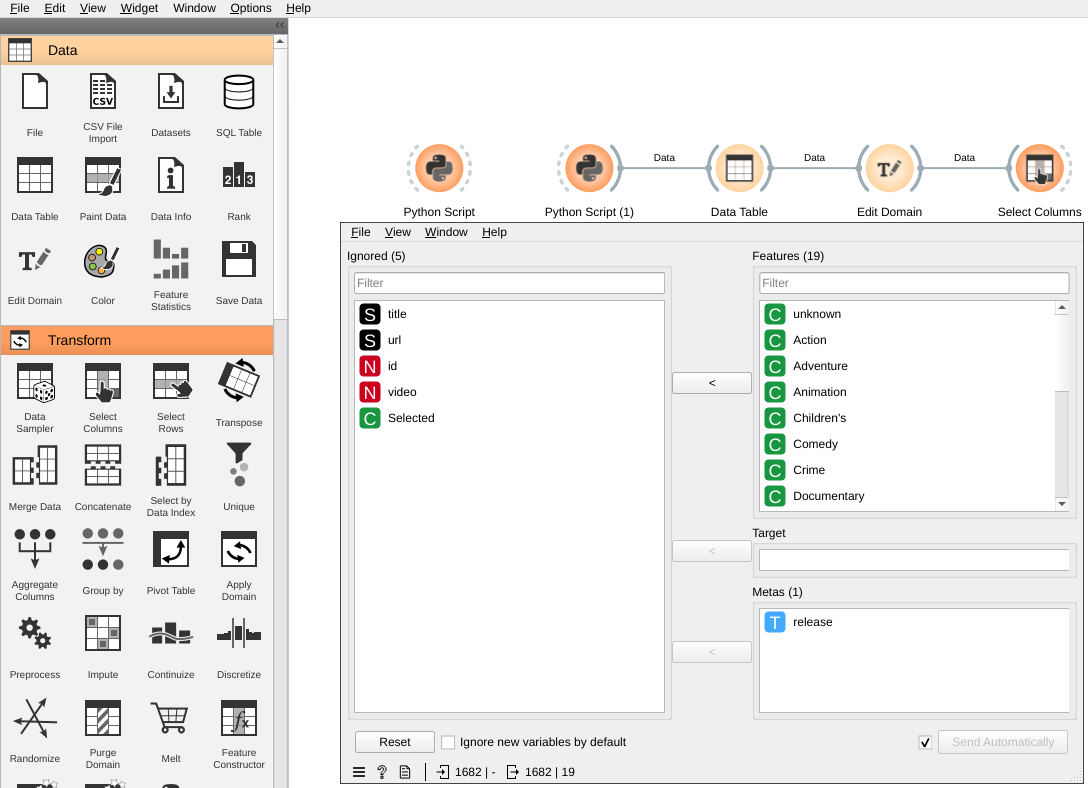 File Edit View Widget Window Options Help
Data
File CSV File Import Datasets SQL Table
Data Table Paint Data Data Info Rank
Edit Domain Color Feature Statistics Save Data
Transform
Data Sampler Select Columns Select Rows Transpose
Merge Data Concatenate Select by Data Index Unique
Aggregate Columns Group by Pivot Table Apply Domain
Preprocess Impute Continuize Discretize
Randomize Purge Domain Melt Feature Constructor
Data Data Data
Python Script Python Script (1) Data Table Edit Domain Select Columns
File View Window Help
Ignored (5)
Filter
S title
S url
N id
N video
C Selected
<
<
<
Features (19)
Filter
C unknown
C Action
C Adventure
C Animation
C Children's
C Comedy
C Crime
C Documentary
Target
Metas (1)
T release
Reset Ignore new variables by default Send Automatically
1682 | - 1682 | 19